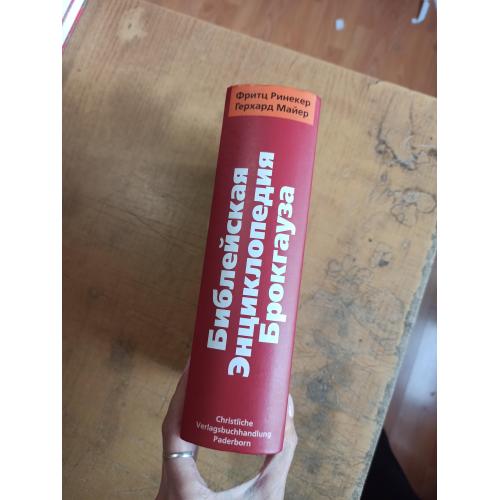 Фритц Ринекер
Герхард Майер
Библейская
Энциклопедия
Брокгауза
Christliche
Verlagsbuchhandlung
Paderborn